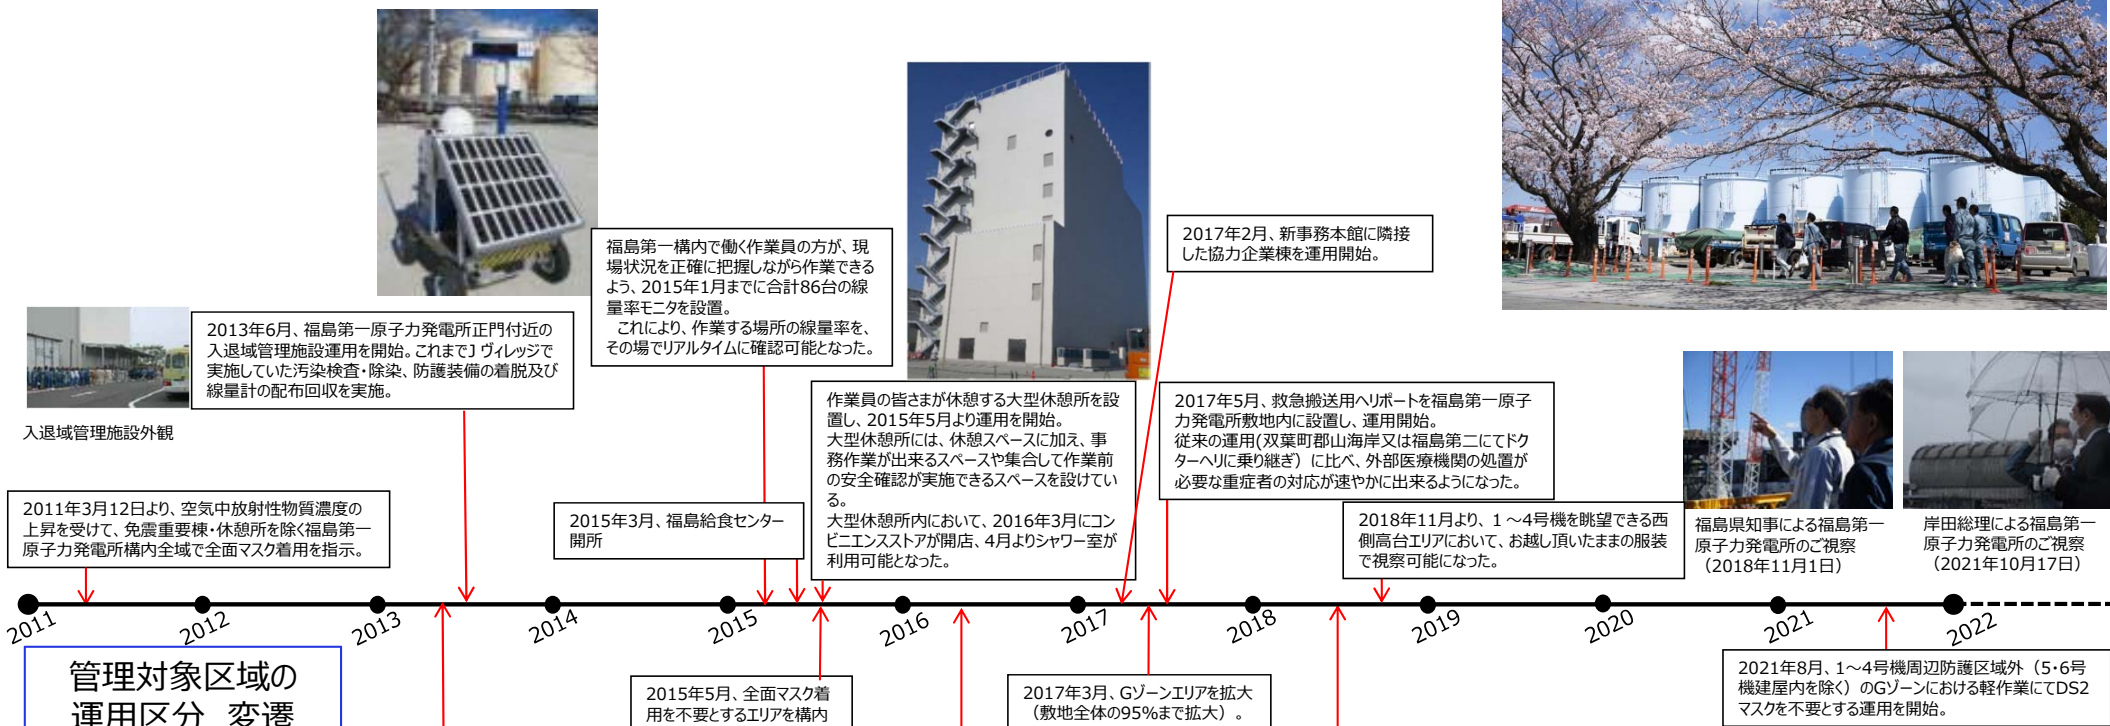 福島第一構内で働く作業員の方が、現
場状況を正確に把握しながら作業できる
よう、2015年1月までに合計86台の線
量率モニタを設置。
これにより、作業する場所の線量率を、
その場でリアルタイムに確認可能となった。
2017年2月、新事務本館に隣接
した協力企業棟を運用開始。
2013年6月、福島第一原子力発電所正門付近の
入退域管理施設運用を開始。これまでJ ヴィレッジで
実施していた汚染検査・除染、防護装備の着脱及び
線量計の配布回収を実施。
入退域管理施設外観
作業員の皆さまが休憩する大型休憩所を設
置し、2015年5月より運用を開始。
大型休憩所には、休憩スペースに加え、事
務作業が出来るスペースや集合して作業前
の安全確認が実施できるスペースを設けてい
る。
大型休憩所内において、2016年3月にコン
ビニエンスストアが開店、4月よりシャワー室が
利用可能となった。
2017年5月、救急搬送用ヘリポートを福島第一原子
力発電所敷地内に設置し、運用開始。
従来の運用(双葉町郡山海岸又は福島第二にてドク
ターヘリに乗り継ぎ）に比べ、外部医療機関の処置が
必要な重症者の対応が速やかに出来るようになった。
2011年3月12日より、空気中放射性物質濃度の
上昇を受けて、免震重要棟・休憩所を除く福島第一
原子力発電所構内全域で全面マスク着用を指示。
2015年3月、福島給食センター
開所
2018年11月より、１～4号機を眺望できる西
側高台エリアにおいて、お越し頂いたままの服装
で視察可能になった。
福島県知事による福島第一
原子力発電所のご視察
（2018年11月1日）
岸田総理による福島第一
原子力発電所のご視察
（2021年10月17日）
2011
2012
2013
2014
2015
2016
2017
2018
2019
2020
2021
2022
管理対象区域の
運用区分 変遷
2015年5月、全面マスク着
用を不要とするエリアを構内
2017年3月、Gゾーンエリアを拡大
（敷地全体の95%まで拡大）。
2021年8月、1～4号機周辺防護区域外（5・6号
機建屋内を除く）のGゾーンにおける軽作業にてDS2
マスクを不要とする運用を開始。